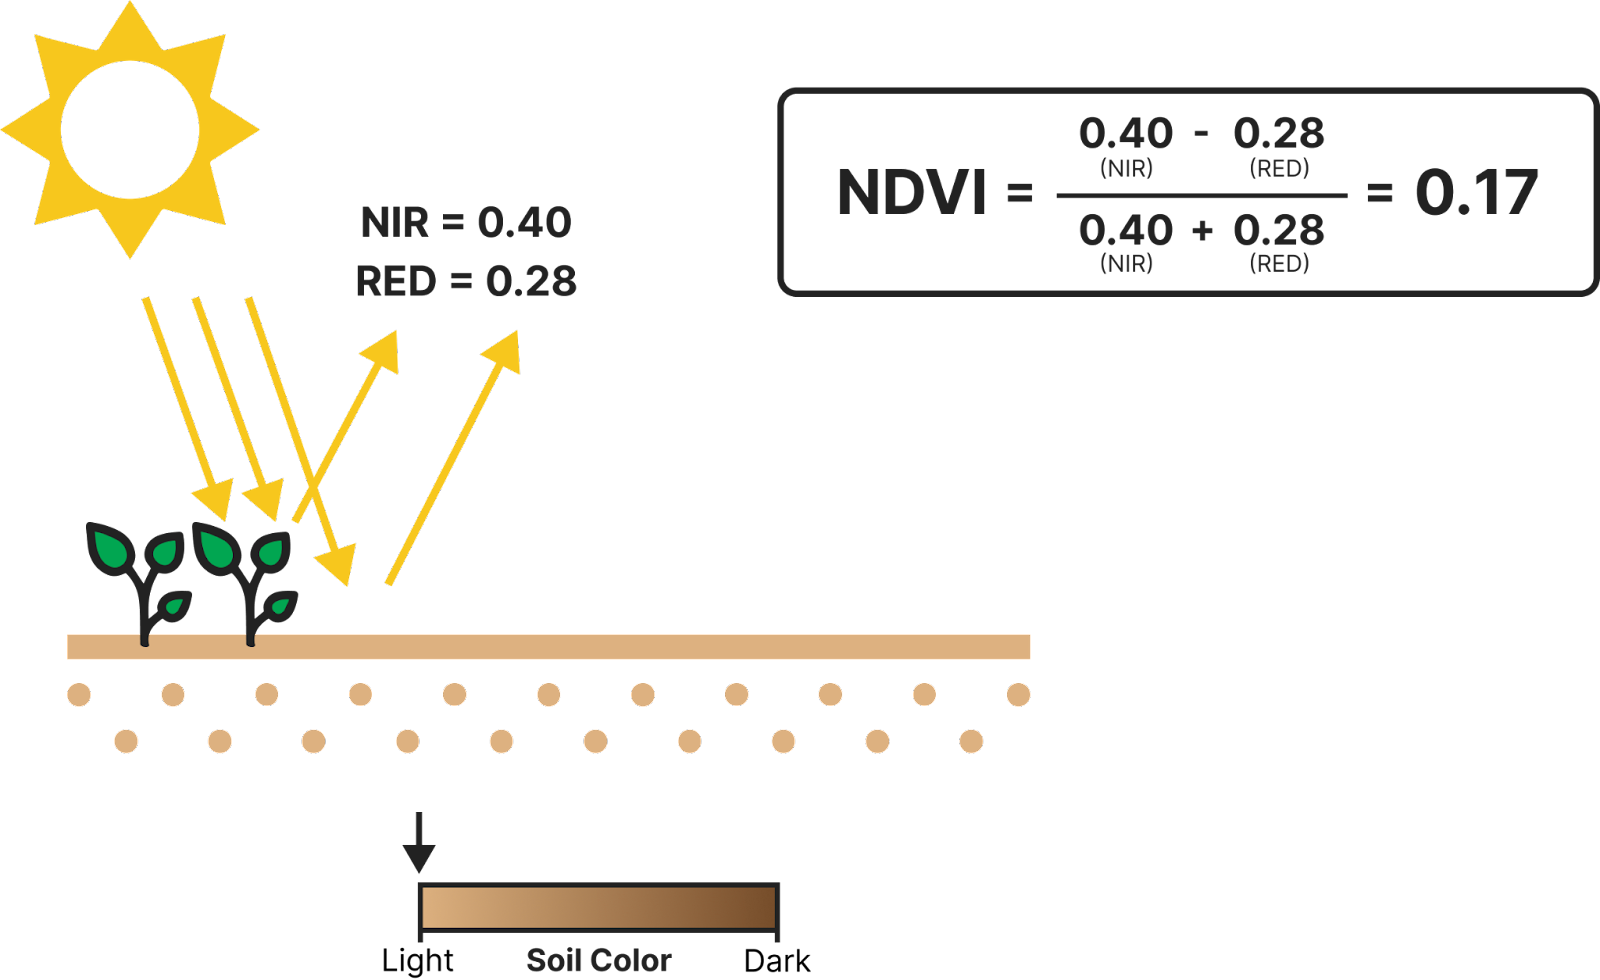 NIR = 0.40
RED = 0.28
0.40 - 0.28
(NIR) (RED)
NDVI = = 0.17
0.40 + 0.28
(NIR) (RED)
Light Soil Color Dark